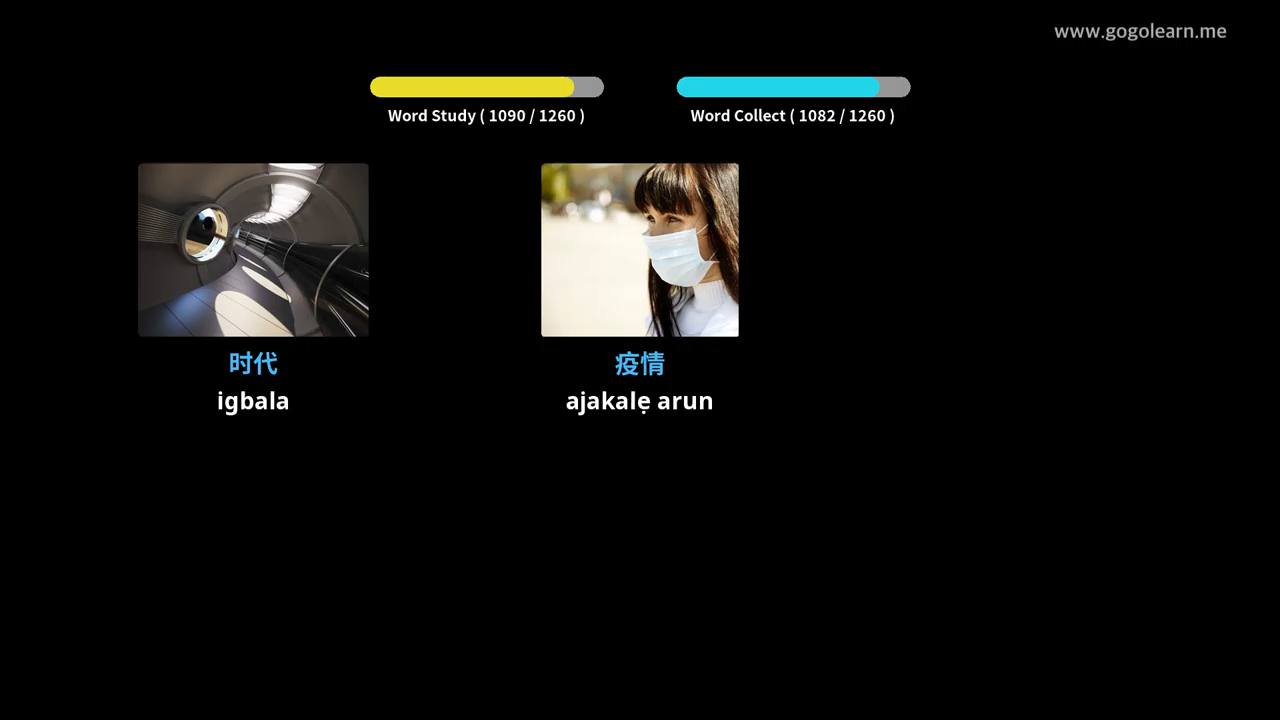 www.gogolearn.me
Word Study ( 1090 / 1260 )
Word Collect ( 1082 / 1260 )
时代
igbala
疫情
ajakalẹ arun